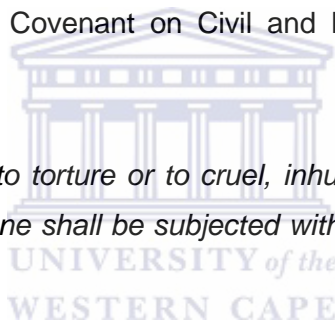 Covenant on Civil and
to torture or to cruel, inhu
ne shall be subjected with
UNIVERSITY of the
WESTERN CAPE